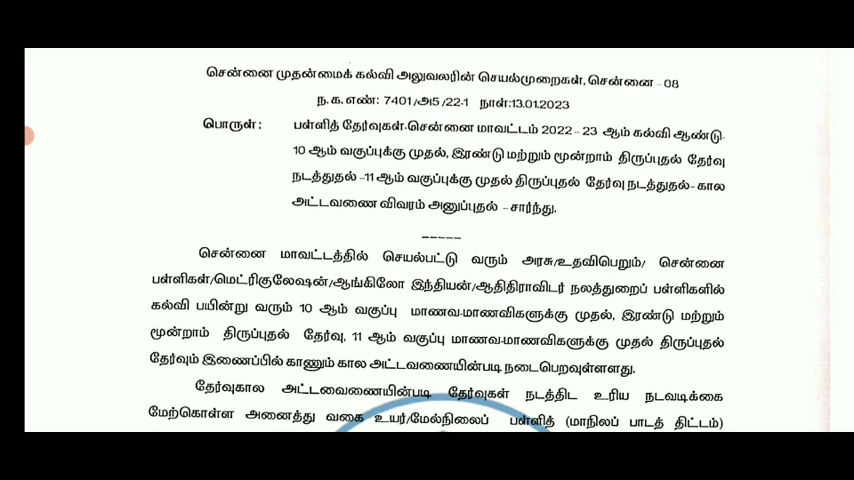 சென்னை முதன்மைக் கல்வி அலுவலரின் செயல்முறைகள், சென்னை - 08
ந.க.எண்: 7401/அ5/22-1 நாள்:13.01.2023
பொருள் : பள்ளித் தேர்வுகள்-சென்னை மாவட்டம் 2022 - 23 ஆம் கல்வி ஆண்டு-
10 ஆம் வகுப்புக்கு முதல், இரண்டு மற்றும் மூன்றாம் திருப்புதல் தேர்வு
நடத்துதல் -11 ஆம் வகுப்புக்கு முதல் திருப்புதல் தேர்வு நடத்துதல்- கால
அட்டவணை விவரம் அனுப்புதல் - சார்ந்து.
-----
சென்னை மாவட்டத்தில் செயல்பட்டு வரும் அரசு/உதவிபெறும்/ சென்னை
பள்ளிகள்/மெட்ரிகுலேஷன்/ஆங்கிலோ இந்தியன்/ஆதிதிராவிடர் நலத்துறைப் பள்ளிகளில்
கல்வி பயின்று வரும் 10 ஆம் வகுப்பு மாணவ-மாணவிகளுக்கு முதல், இரண்டு மற்றும்
மூன்றாம் திருப்புதல் தேர்வு, 11 ஆம் வகுப்பு மாணவ-மாணவிகளுக்கு முதல் திருப்புதல்
தேர்வும் இணைப்பில் காணும் கால அட்டவணையின்படி நடைபெறவுள்ளளது.
தேர்வுகால அட்டவைணையின்படி தேர்வுகள் நடத்திட உரிய நடவடிக்கை
மேற்கொள்ள அனைத்து வகை உயர்/மேல்நிலைப் பள்ளித் (மாநிலப் பாடத் திட்டம்)